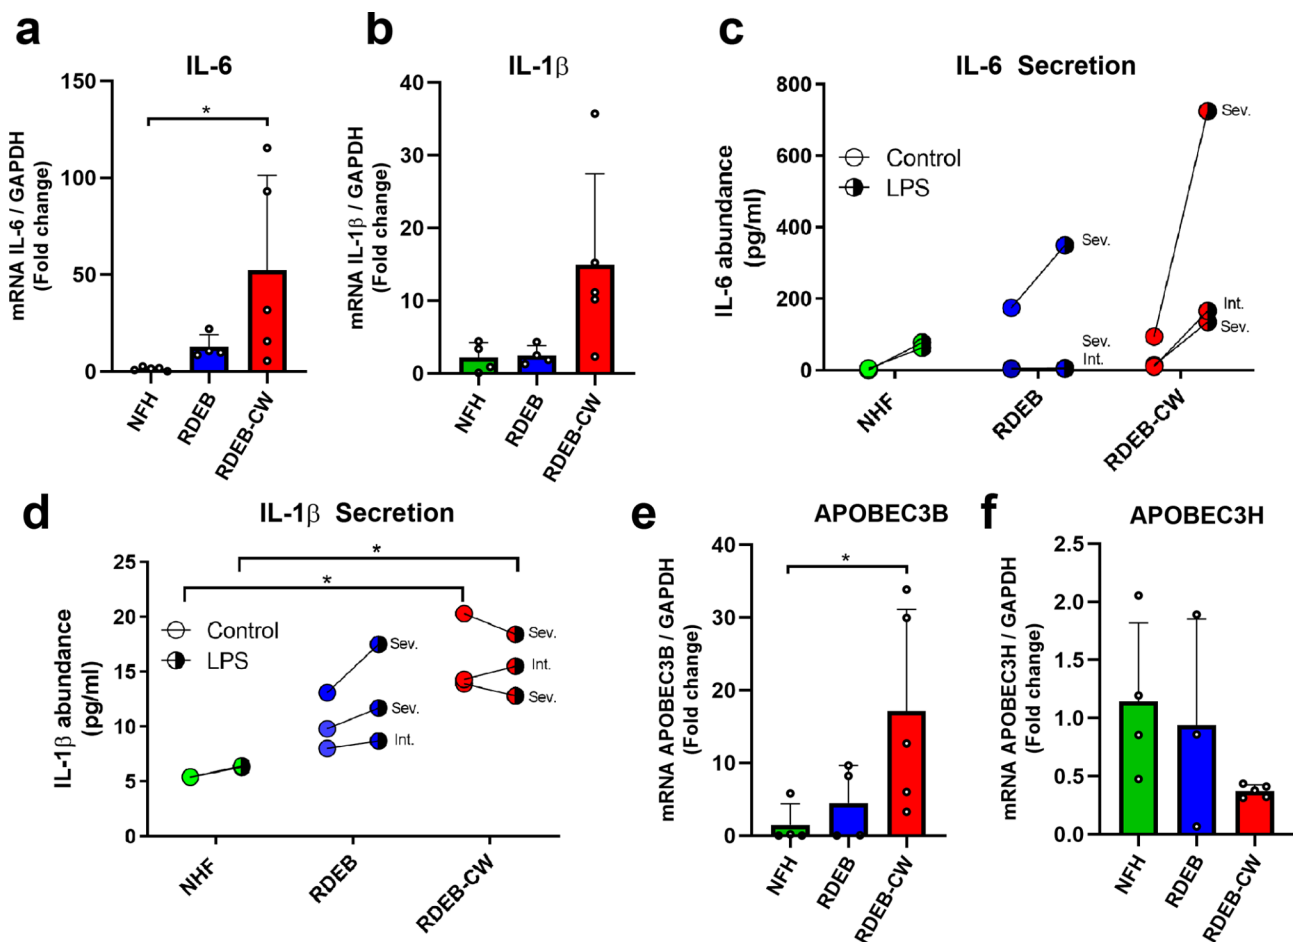 a
IL-6
mRNA IL-6 / GAPDH
(Fold change)
150
100
50
0
*
NFH
RDEB
RDEB-CW
b
IL-1β
mRNA IL-1β / GAPDH
(Fold change)
40
30
20
10
0
NFH
RDEB
RDEB-CW
c
IL-6 Secretion
IL-6 abundance
(pg/ml)
800
600
400
200
0
Control
LPS
Sev.
Sev.
Sev.
Int.
Int.
Sev.
NHF
RDEB
RDEB-CW
d
IL-1β Secretion
IL-1β abundance
(pg/ml)
25
20
15
10
5
0
*
*
Control
LPS
Sev.
Sev.
Int.
Sev.
Int.
Sev.
NHF
RDEB
RDEB-CW
e
APOBEC3B
mRNA APOBEC3B / GAPDH
(Fold change)
40
30
20
10
0
*
NFH
RDEB
RDEB-CW
f
APOBEC3H
mRNA APOBEC3H / GAPDH
(Fold change)
2.5
2.0
1.5
1.0
0.5
0.0
NFH
RDEB
RDEB-CW